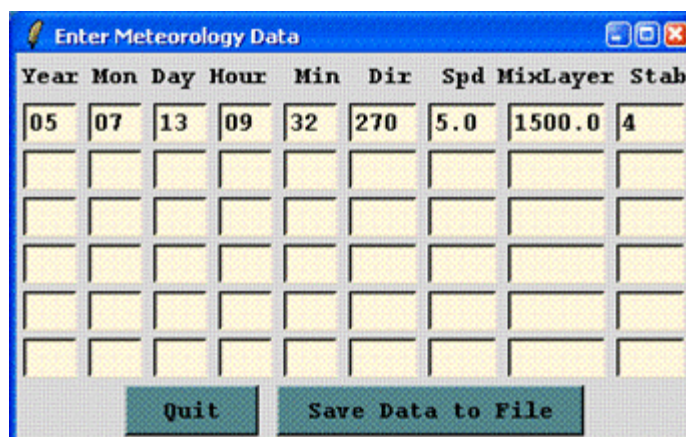 Enter Meteorology Data
Year Mon Day Hour Min Dir Spd MixLayer Stab
05 07 13 09 32 270 5.0 1500.0 4
Quit Save Data to File